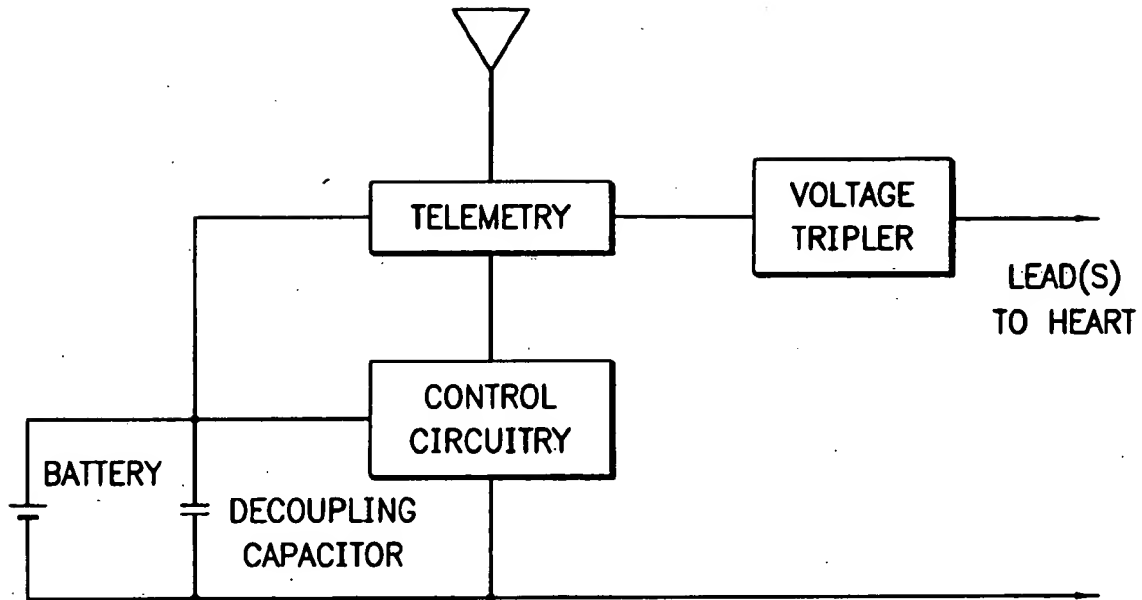 TELEMETRY
VOLTAGE
TRIPLER
LEAD(S)
TO HEART
CONTROL
CIRCUITRY
BATTERY
DECOUPLING
CAPACITOR